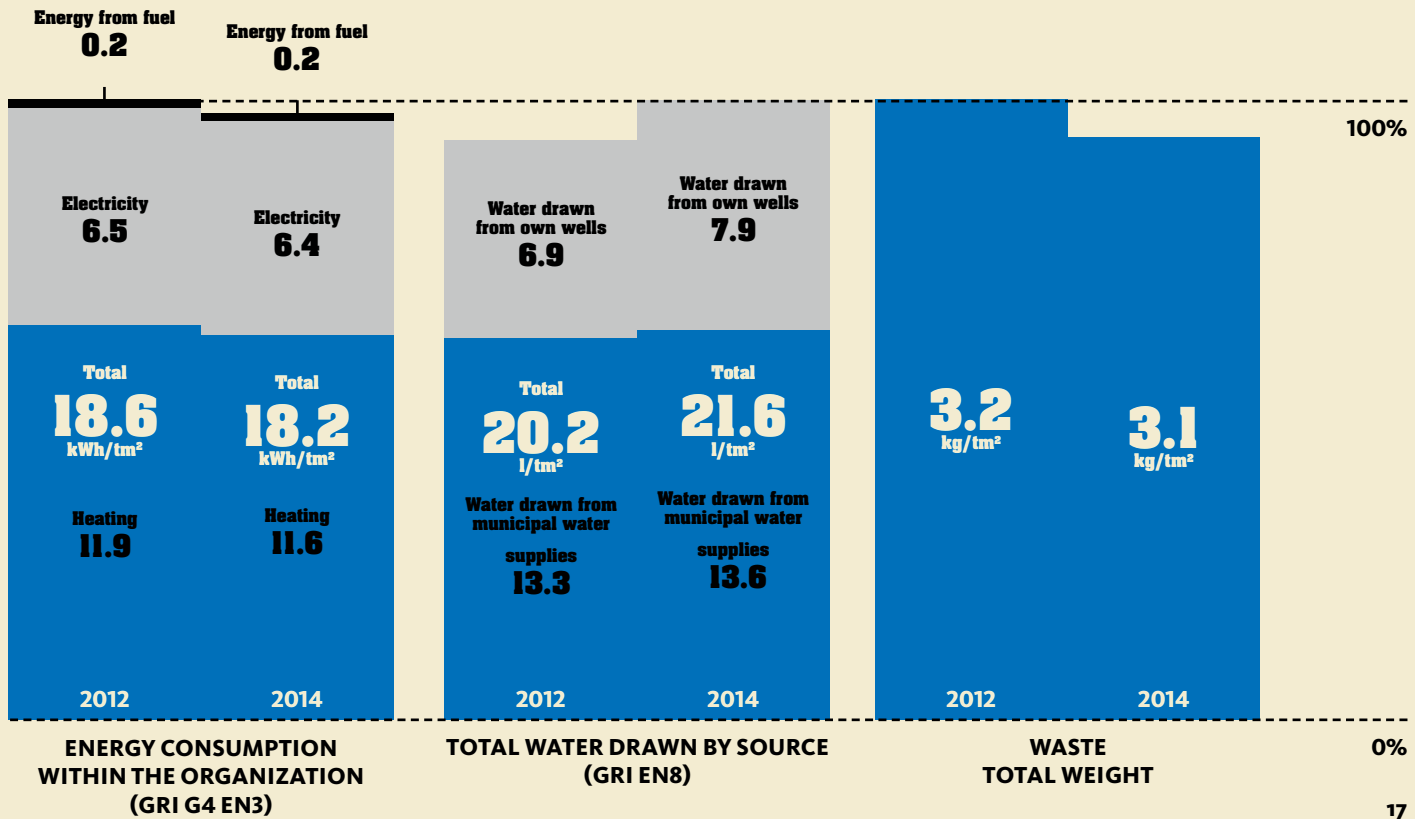 Energy from fuel
0.2
Energy from fuel
0.2
100%
Electricity
6.5
Electricity
6.4
Water drawn
from own wells
6.9
Water drawn
from own wells
7.9
Total
18.6
kWh/tm²
Heating
11.9
2012
Total
18.2
kWh/tm²
Heating
11.6
2014
Total
20.2
l/tm²
Water drawn from
municipal water
supplies
13.3
2012
Total
21.6
l/tm²
Water drawn from
municipal water
supplies
13.6
2014
3.2
kg/tm²
2012
3.1
kg/tm²
2014
ENERGY CONSUMPTION
WITHIN THE ORGANIZATION
(GRI G4 EN3)
TOTAL WATER DRAWN BY SOURCE
(GRI EN8)
WASTE
TOTAL WEIGHT
0%
17